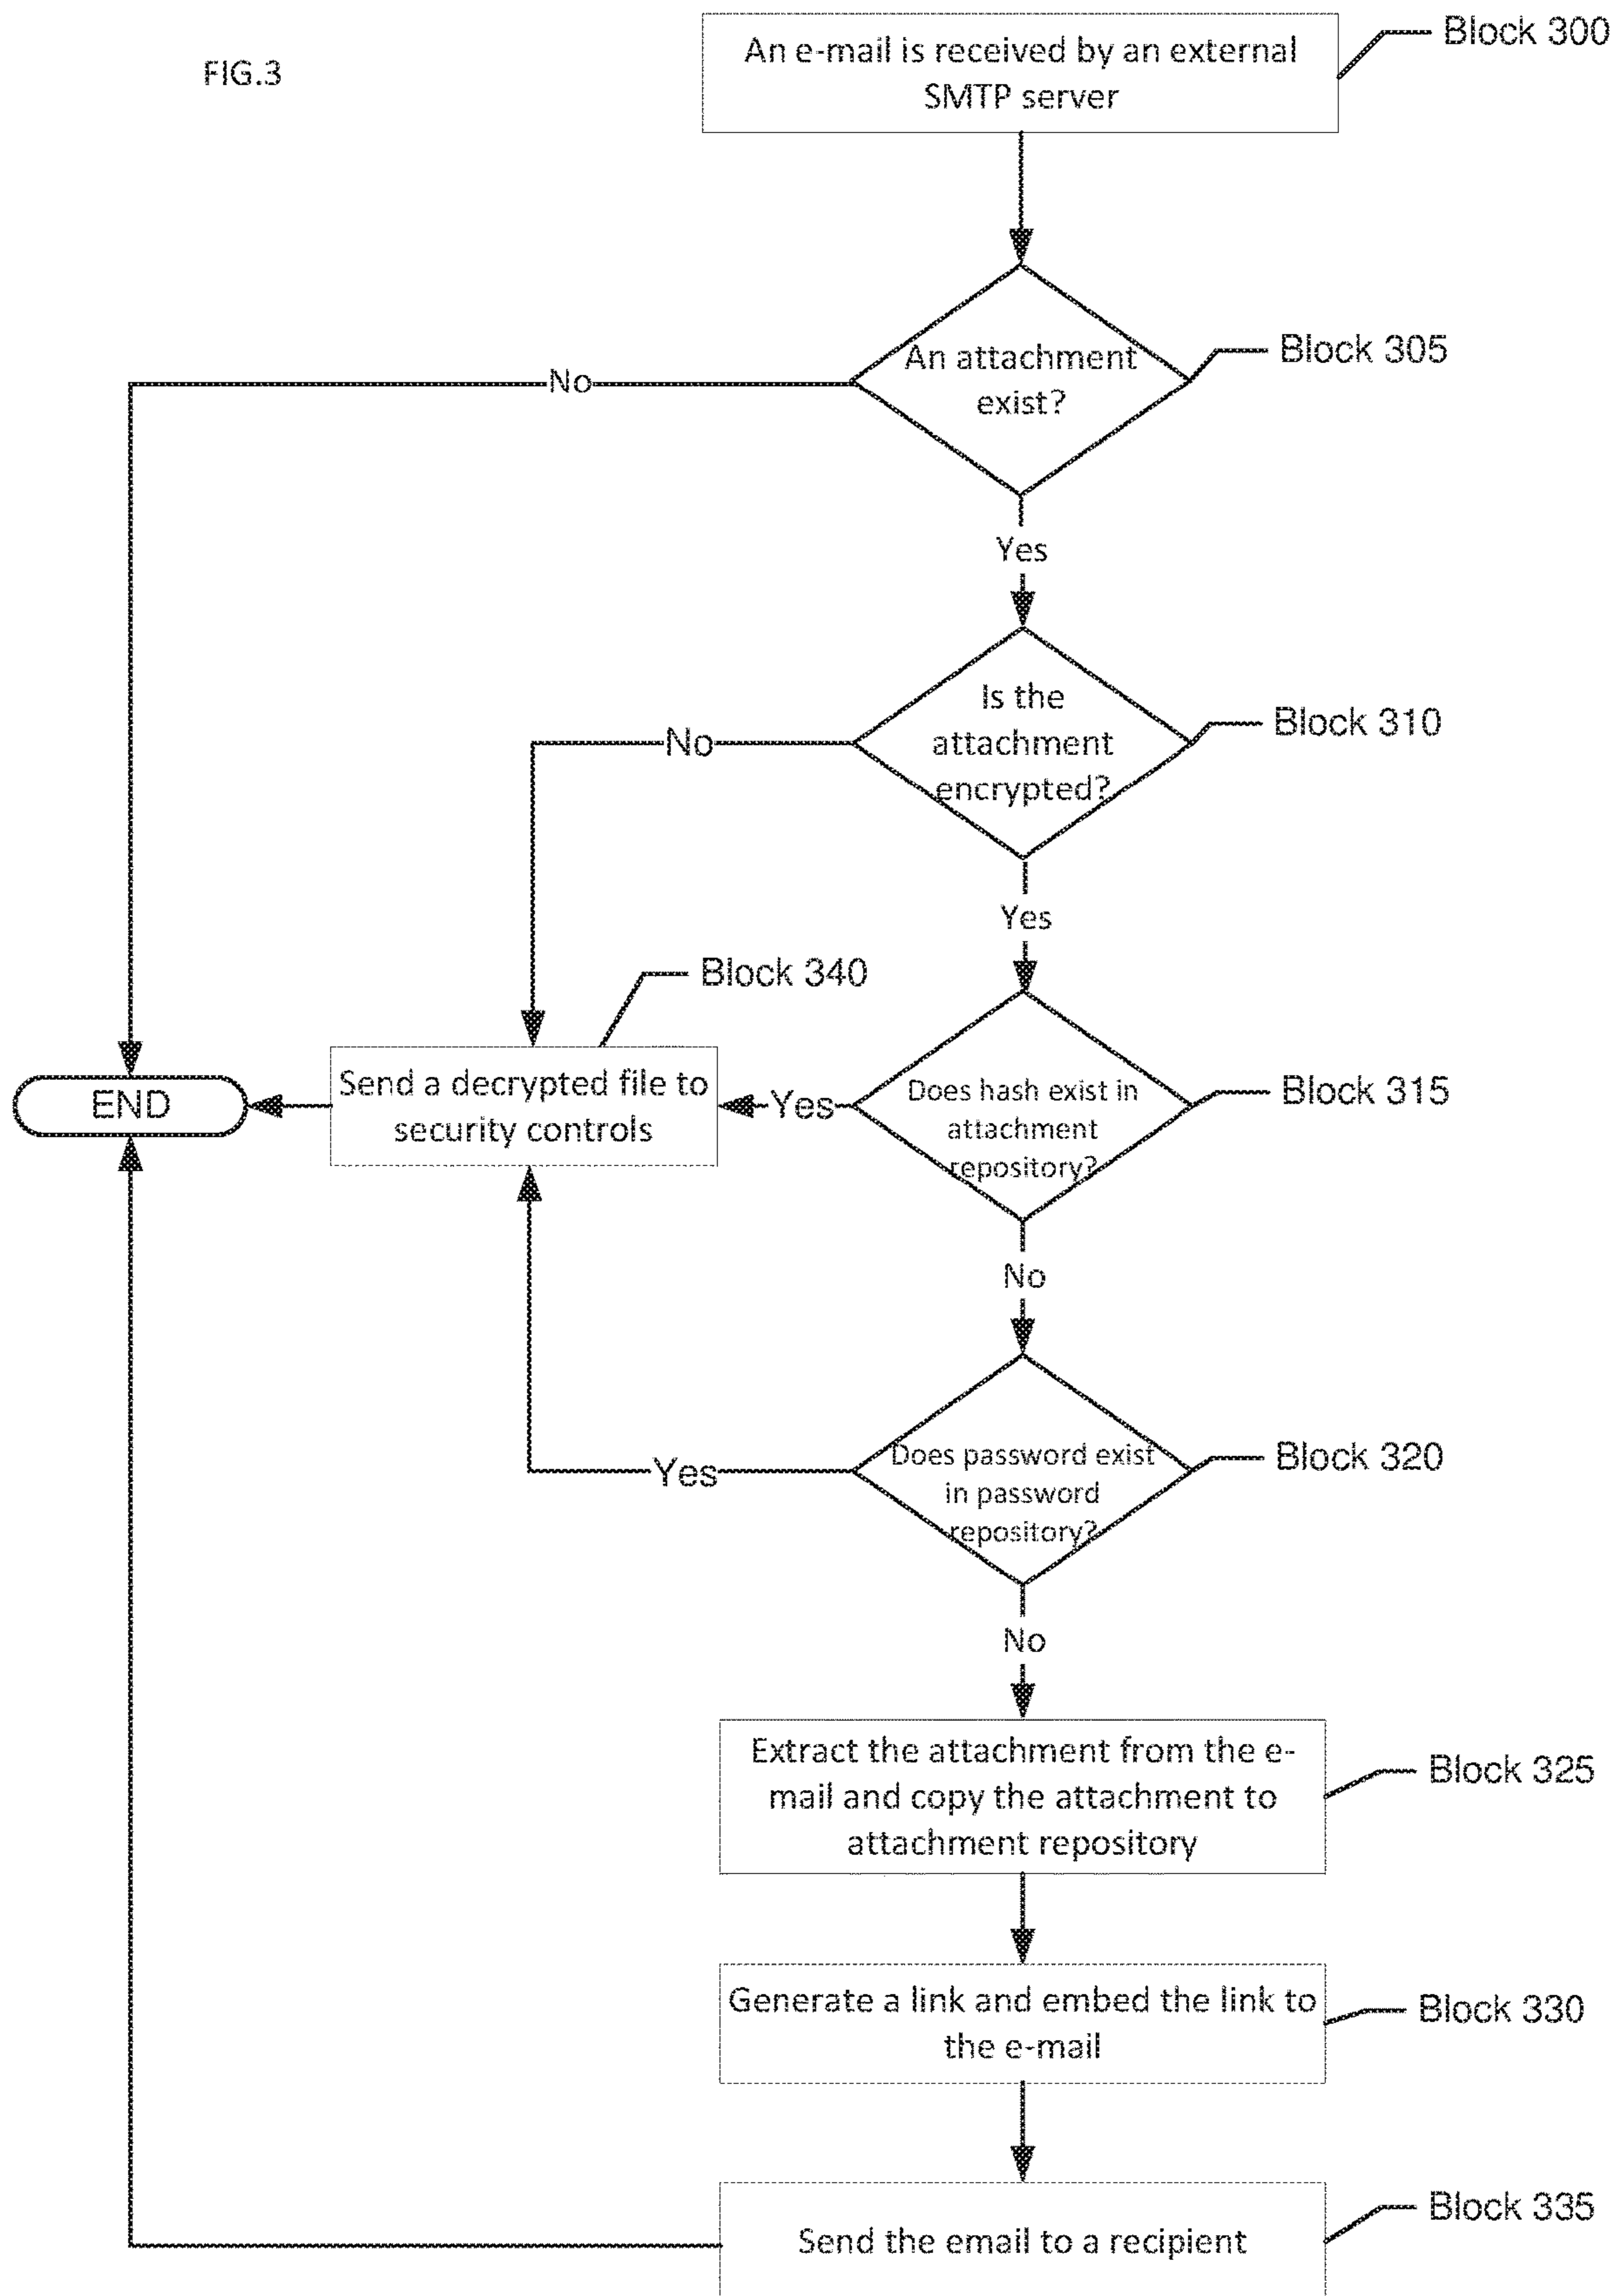 FIG.3
An e-mail is received by an external
SMTP server
Block 300
An attachment
exist?
Block 305
No
Yes
Is the
attachment
encrypted?
Block 310
No
Yes
Block 340
Send a decrypted file to
security controls
END
Yes
Does hash exist in
attachment
repository?
Block 315
No
Does password exist
in password
repository?
Block 320
Yes
No
Extract the attachment from the e-
mail and copy the attachment to
attachment repository
Block 325
Generate a link and embed the link to
the e-mail
Block 330
Send the email to a recipient
Block 335